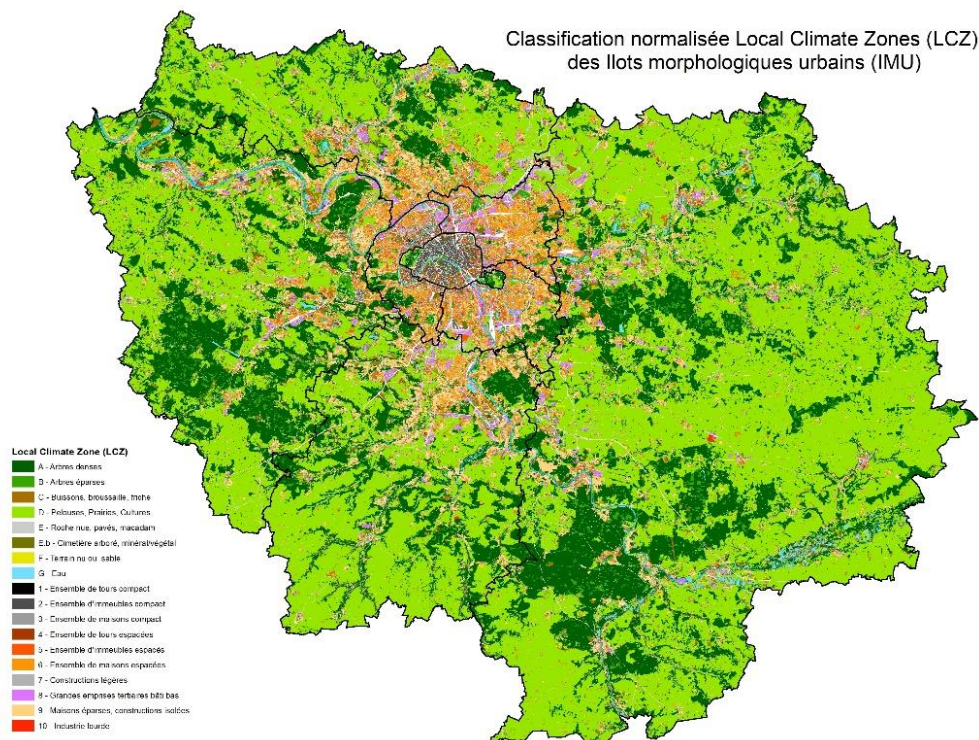 Classification normalisée Local Climate Zones (LCZ)
des Ilots morphologiques urbains (IMU)
Local Climate Zone (LCZ)
A - Arbres denses
B - Arbres éparses
C - Buissons, broussaille, friche
D - Pelouses, Prairies, Cultures
E - Roche nue, pavés, macadam
E.b - Cimetière arboré, minéral/végétal
F - Terrain nu ou sable
G - Eau
1 - Ensemble de tours compact
2 - Ensemble d'immeubles compact
3 - Ensemble de maisons compact
4 - Ensemble de tours espacées
5 - Ensemble d'immeubles espacés
6 - Ensemble de maisons espacées
7 - Constructions légères
8 - Grandes emprises tertiaires bâti bas
9 - Maisons éparses, constructions isolées
10 - Industrie lourde